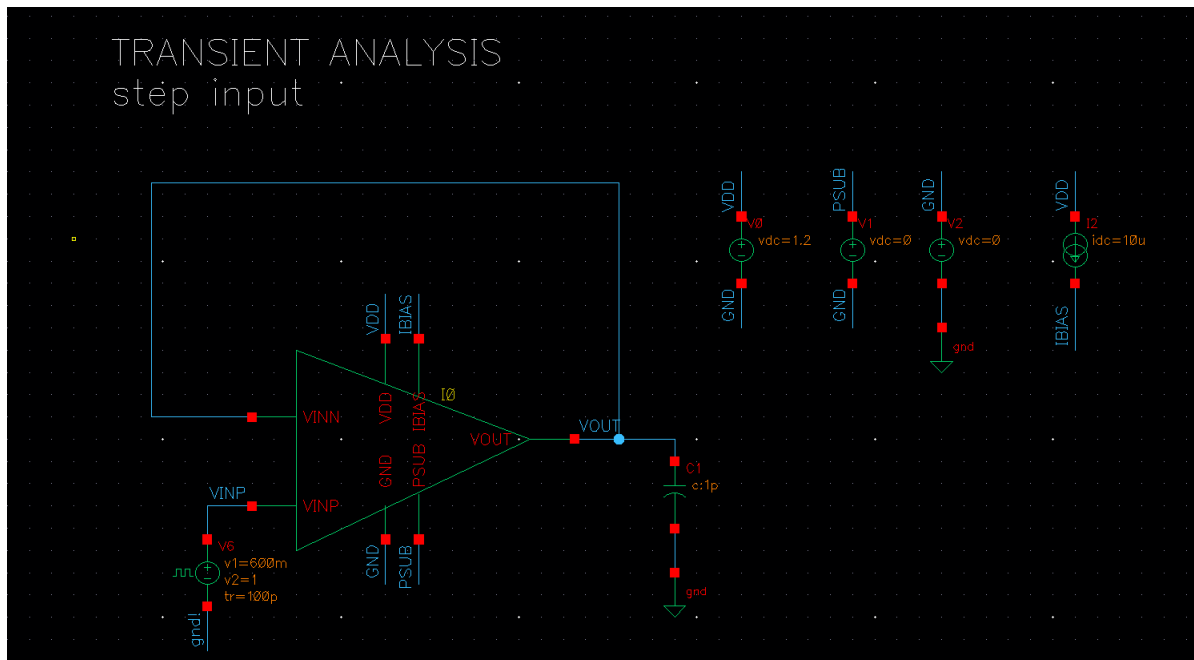 TRANSIENT ANALYSIS
step input
VDD
V0
vdc=1.2
GND
PSUB
V1
vdc=0
GND
GND
V2
vdc=0
gnd
VDD
I2
idc=10u
IBIAS
VDD
IBIAS
I0
VINN
VDD
IBIAS
VOUT
VOUT
GND
PSUB
VINP
VINP
GND
PSUB
C1
c:1p
gnd
V6
v1=600m
v2=1
tr=100p
gnd!